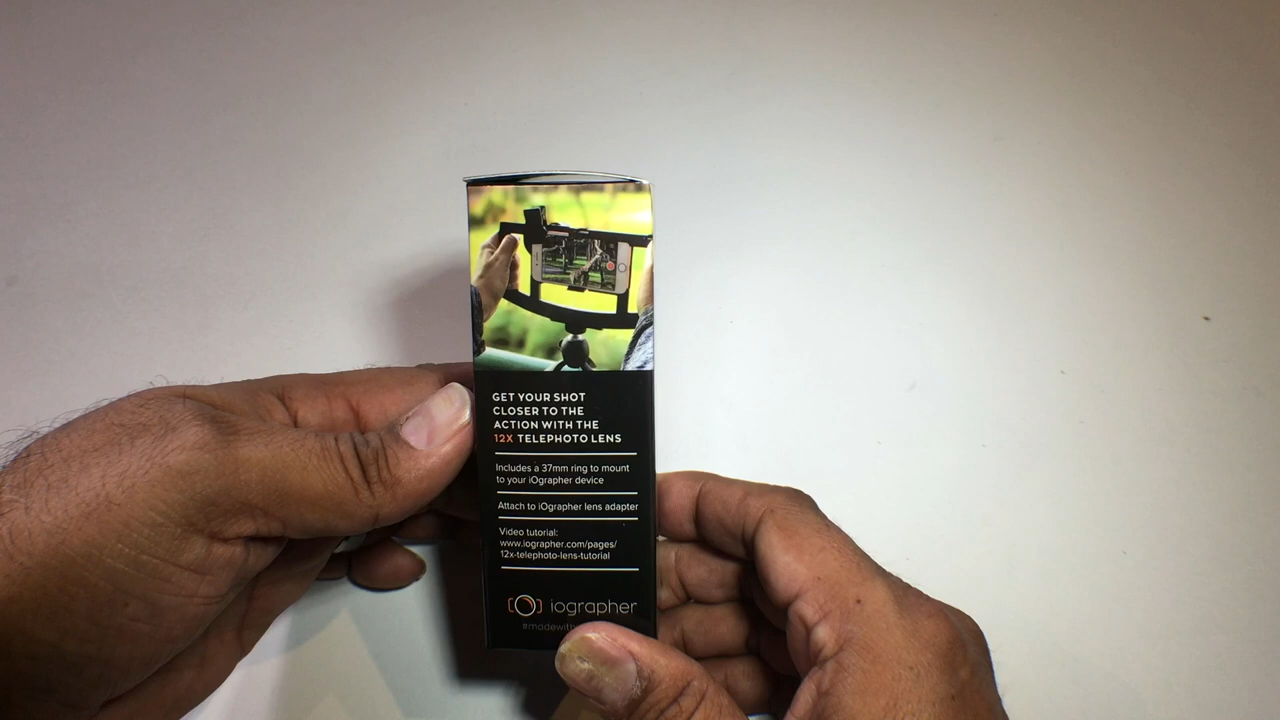 GET YOUR SHOT
CLOSER TO THE
ACTION WITH THE
12X TELEPHOTO LENS
Includes a 37mm ring to mount
to your iOgrapher device
Attach to iOgrapher lens adapter
Video tutorial:
www.iographer.com/pages/
12x-telephoto-lens-tutorial
iographer